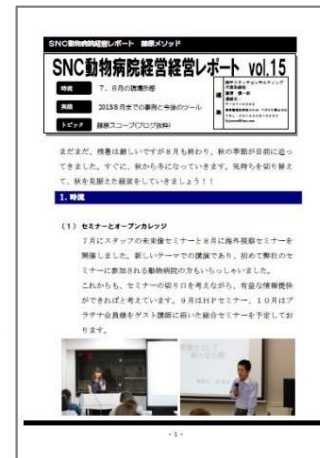 SNC動物病院経営レポート 藤原メソッド
SNC動物病院経営経営レポート vol.15
時流
7、8月の現場所感
実践
2013/8月までの事例と今後のツール
トピック
藤原スコープ(ブログ抜粋)
編集
まだまだ、残暑は厳しいですが8月も終わり、秋の季節が目前に迫っ
てきました。すぐに、秋から冬になっていきます。気持ちを切り替え
て、秋を見据えた経営をしていきましょう！！
1. 時流
(1) セミナーとオープンカレッジ
7月にスタッフの未来像セミナーと8月に海外視察セミナーを
開催しました。新しいテーマでの講演であり、初めて弊社のセ
ミナーに参加される動物病院の方もいらっしゃいました。
これからも、セミナーの切り口を考えながら、有益な情報提供
ができればと考えています。9月はHPセミナー、10月はプ
ラチナ会員様をゲスト講師に招いた総合セミナーを予定してお
ります。
- 1 -